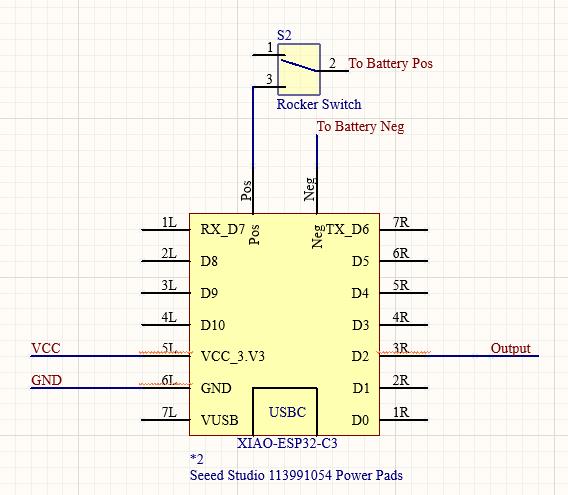 S2
1
2 To Battery Pos
3
Rocker Switch
To Battery Neg
Pos Neg
1L RX_D7 Pos Neg TX_D6 7R
2L D8 D5 6R
3L D9 D4 5R
4L D10 D3 4R
VCC 5L VCC_3.V3 D2 3R Output
GND 6L GND D1 2R
7L VUSB USBC D0 1R
XIAO-ESP32-C3
*2
Seeed Studio 113991054 Power Pads